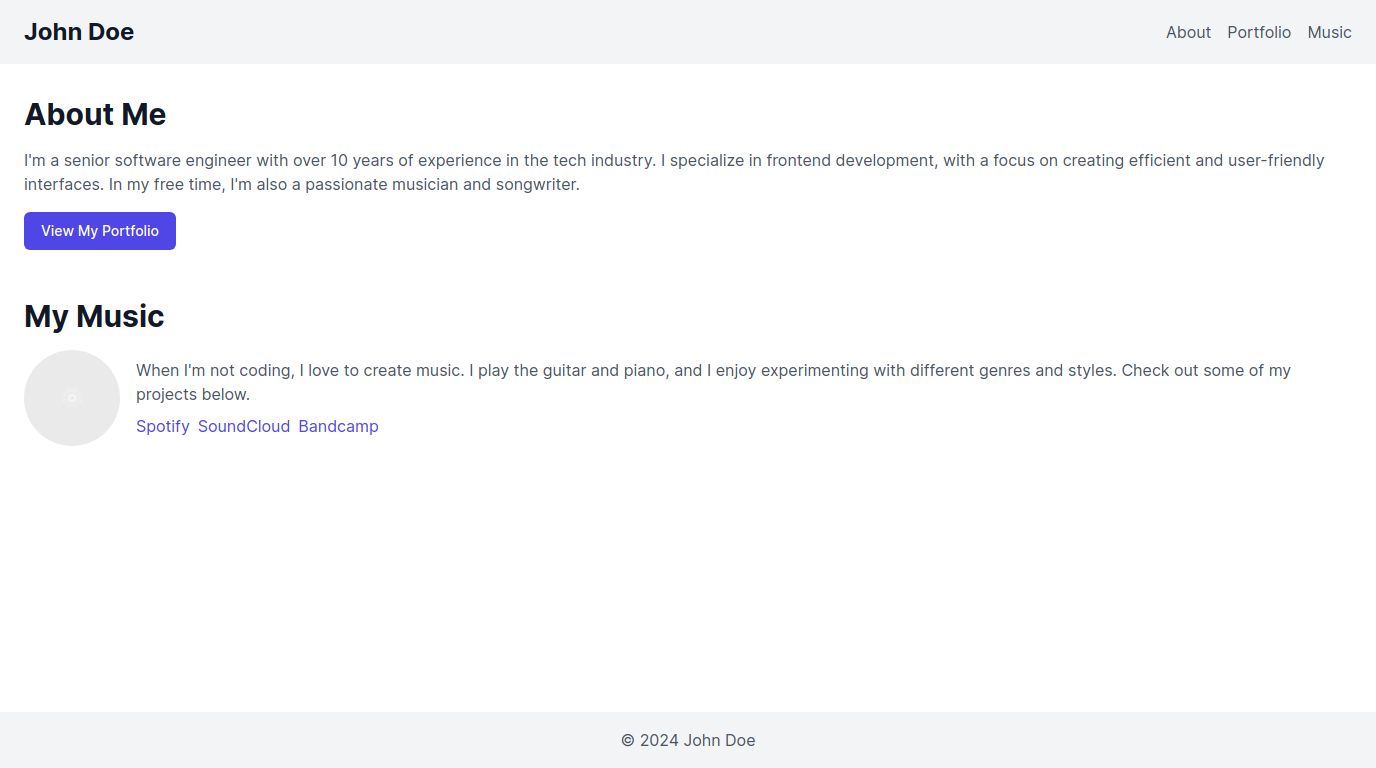 John Doe
About Portfolio Music
About Me
I'm a senior software engineer with over 10 years of experience in the tech industry. I specialize in frontend development, with a focus on creating efficient and user-friendly
interfaces. In my free time, I'm also a passionate musician and songwriter.
View My Portfolio
My Music
When I'm not coding, I love to create music. I play the guitar and piano, and I enjoy experimenting with different genres and styles. Check out some of my
projects below.
Spotify SoundCloud Bandcamp
© 2024 John Doe